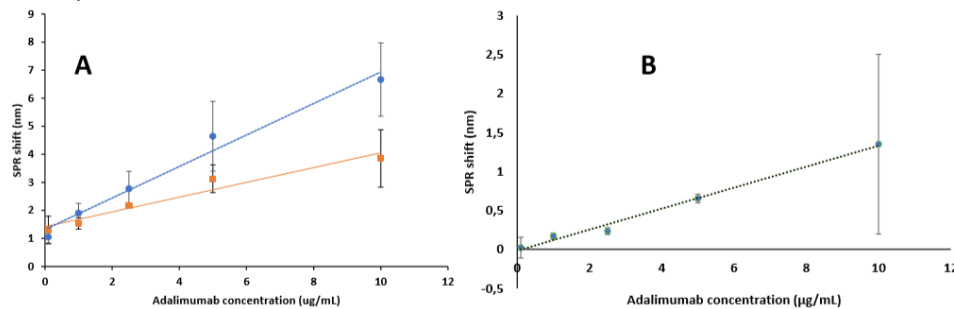 A
9
8
7
6
5
4
3
2
1
0
0 2 4 6 8 10 12
SPR shift (nm)
Adalimumab concentration (ug/mL)
B
3
2,5
2
1,5
1
0,5
0
-0,5
0 2 4 6 8 10 12
SPR shift (nm)
Adalimumab concentration (µg/mL)